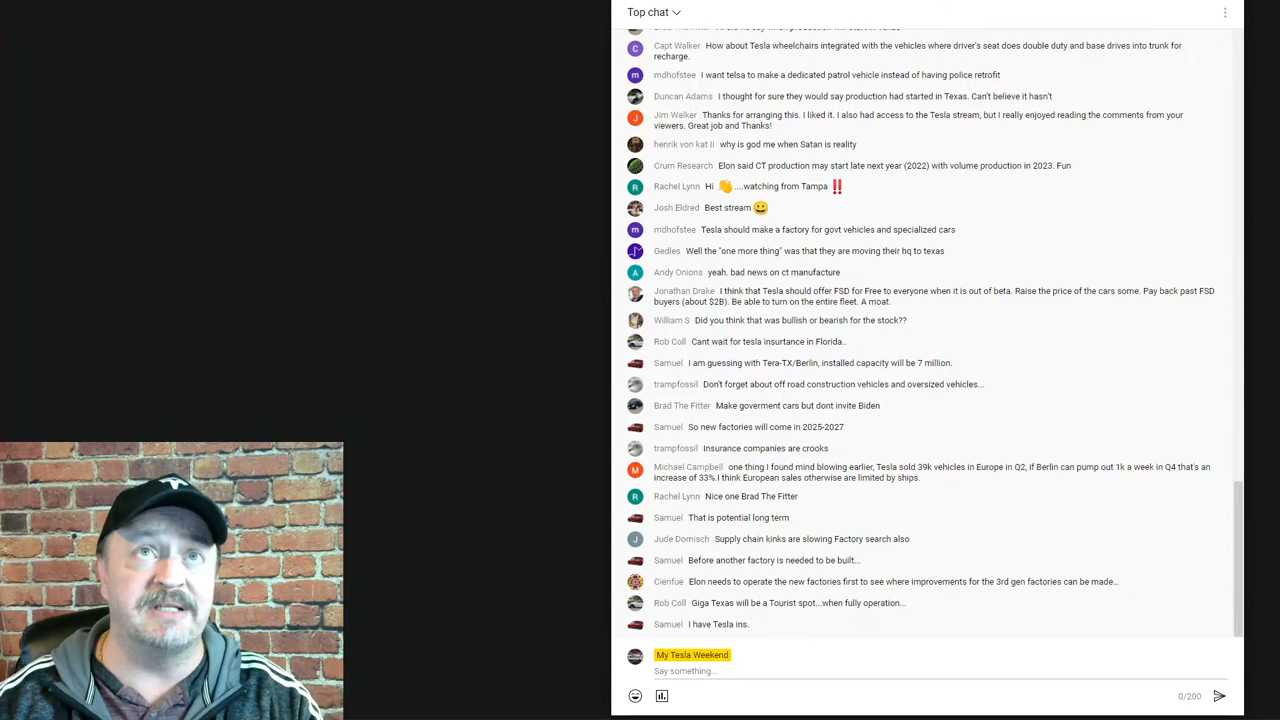 Top chat
Capt Walker How about Tesla wheelchairs integrated with the vehicles where driver's seat does double duty and base drives into trunk for
recharge.
mdhofstee I want telsa to make a dedicated patrol vehicle instead of having police retrofit
Duncan Adams I thought for sure they would say production had started in Texas. Can't believe it hasn't
Jim Walker Thanks for arranging this. I liked it. I also had access to the Tesla stream, but I really enjoyed reading the comments from your
viewers. Great job and Thanks!
henrik von kat II why is god me when Satan is reality
Crum Research Elon said CT production may start late next year (2022) with volume production in 2023. Fun
R Rachel Lynn Hi 👋....watching from Tampa ‼️
Josh Eldred Best stream 😀
m mdhofstee Tesla should make a factory for govt vehicles and specialized cars
Gedles Well the "one more thing" was that they are moving their hq to texas
A Andy Onions yeah. bad news on ct manufacture
Jonathan Drake I think that Tesla should offer FSD for Free to everyone when it is out of beta. Raise the price of the cars some. Pay back past FSD
buyers (about $2B). Be able to turn on the entire fleet. A moat.
William S Did you think that was bullish or bearish for the stock??
Rob Coll Cant wait for tesla insurtance in Florida..
Samuel I am guessing with Tera-TX/Berlin, installed capacity will be 7 million.
trampfossil Don't forget about off road construction vehicles and oversized vehicles...
Brad The Fitter Make goverment cars but dont invite Biden
Samuel So new factories will come in 2025-2027
trampfossil Insurance companies are crooks
M Michael Campbell one thing I found mind blowing earlier, Tesla sold 39k vehicles in Europe in Q2, if Berlin can pump out 1k a week in Q4 that's an
increase of 33%.I think European sales otherwise are limited by ships.
R Rachel Lynn Nice one Brad The Fitter
Samuel That is potential long term
J Jude Dornisch Supply chain kinks are slowing Factory search also
Samuel Before another factory is needed to be built...
Cienfue Elon needs to operate the new factories first to see where improvements for the 3rd gen factories can be made...
Rob Coll Giga Texas will be a Tourist spot...when fully operation...
Samuel I have Tesla ins.
My Tesla Weekend
Say something...
0/200